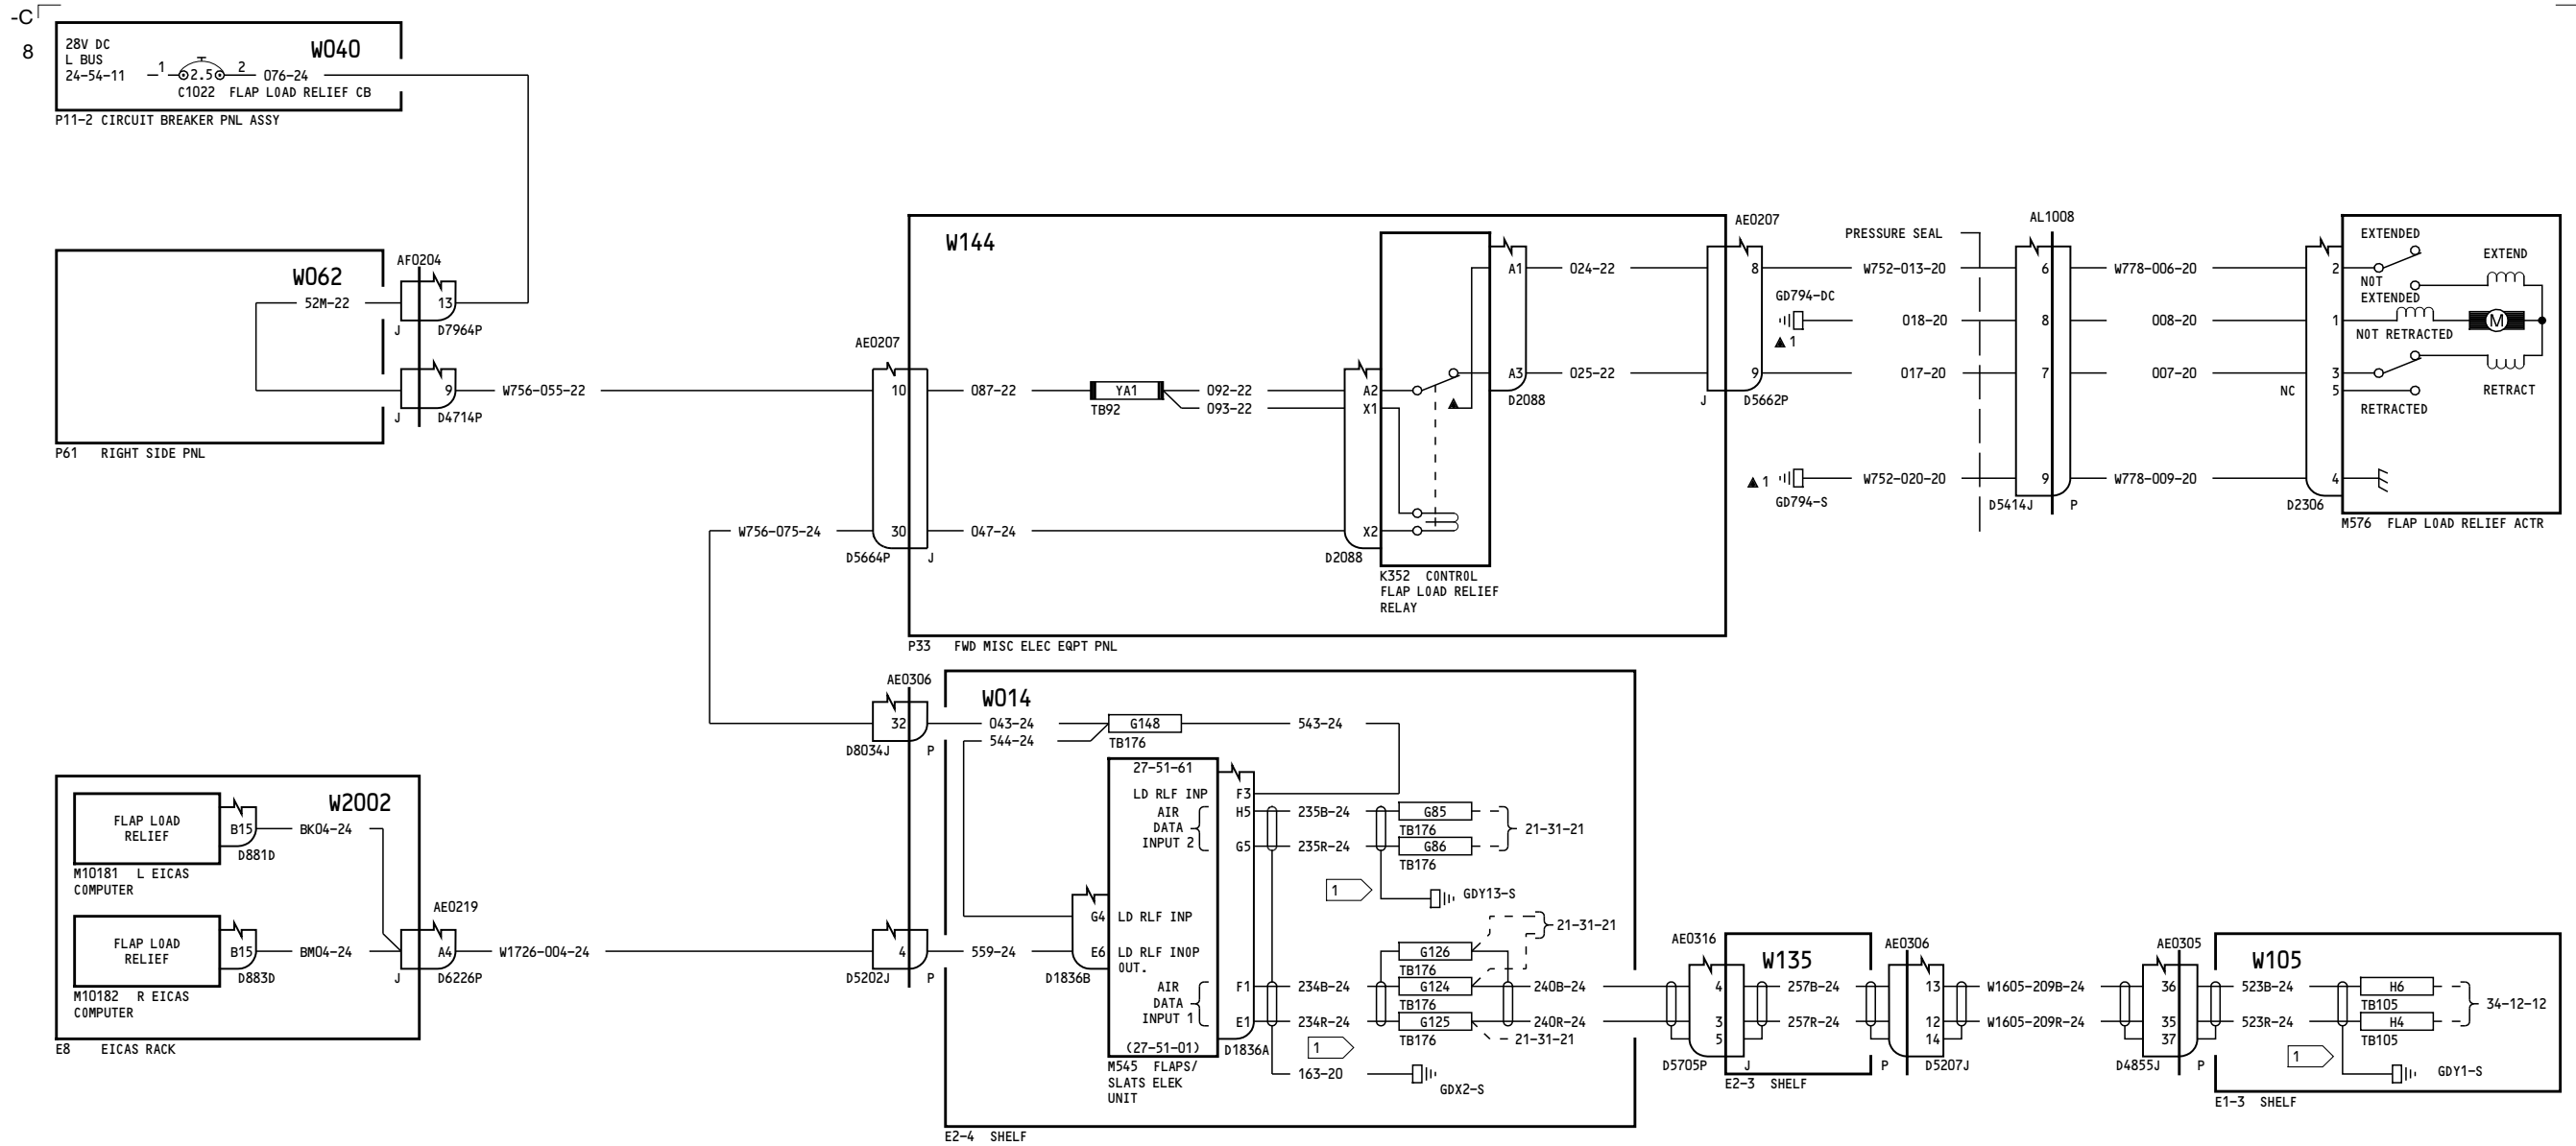 -C
8
28V DC
L BUS
24-54-11
1
2.5
2
076-24
W040
C1022 FLAP LOAD RELIEF CB
P11-2 CIRCUIT BREAKER PNL ASSY
W062
52M-22
AF0204
13
J
D7964P
9
J
D4714P
W756-055-22
P61 RIGHT SIDE PNL
W144
AE0207
10
087-22
YA1
TB92
092-22
093-22
A2
X1
W756-075-24
30
047-24
X2
D5664P
J
D2088
K352 CONTROL
FLAP LOAD RELIEF
RELAY
A1
024-22
A3
025-22
D2088
AE0207
8
9
J
D5662P
P33 FWD MISC ELEC EQPT PNL
PRESSURE SEAL
W752-013-20
GD794-DC
1
018-20
017-20
1
GD794-S
W752-020-20
AL1008
6
8
7
9
D5414J
P
W778-006-20
008-20
007-20
W778-009-20
2
1
3
NC
5
4
D2306
EXTENDED
NOT
EXTENDED
EXTEND
M
NOT RETRACTED
RETRACTED
RETRACT
M576 FLAP LOAD RELIEF ACTR
AE0306
32
D8034J
P
W014
043-24
544-24
G148
TB176
543-24
27-51-61
LD RLF INP
F3
AIR
DATA
INPUT 2
H5
G5
235B-24
235R-24
G85
TB176
G86
TB176
21-31-21
1
GDY13-S
G4
LD RLF INP
E6
LD RLF INOP
OUT.
D1836B
AIR
DATA
INPUT 1
F1
E1
(27-51-01)
D1836A
M545 FLAPS/
SLATS ELEK
UNIT
234B-24
234R-24
1
163-20
G126
TB176
G124
TB176
G125
TB176
21-31-21
21-31-21
GDX2-S
240B-24
240R-24
E2-4 SHELF
W2002
FLAP LOAD
RELIEF
B15
BK04-24
D881D
M10181 L EICAS
COMPUTER
FLAP LOAD
RELIEF
B15
BM04-24
D883D
M10182 R EICAS
COMPUTER
E8 EICAS RACK
AE0219
A4
J
D6226P
W1726-004-24
4
D5202J
P
559-24
AE0316
4
3
5
D5705P
J
W135
257B-24
257R-24
E2-3 SHELF
AE0306
13
12
14
P
D5207J
W1605-209B-24
W1605-209R-24
AE0305
36
35
37
D4855J
P
W105
523B-24
523R-24
H6
TB105
H4
TB105
34-12-12
1
GDY1-S
E1-3 SHELF